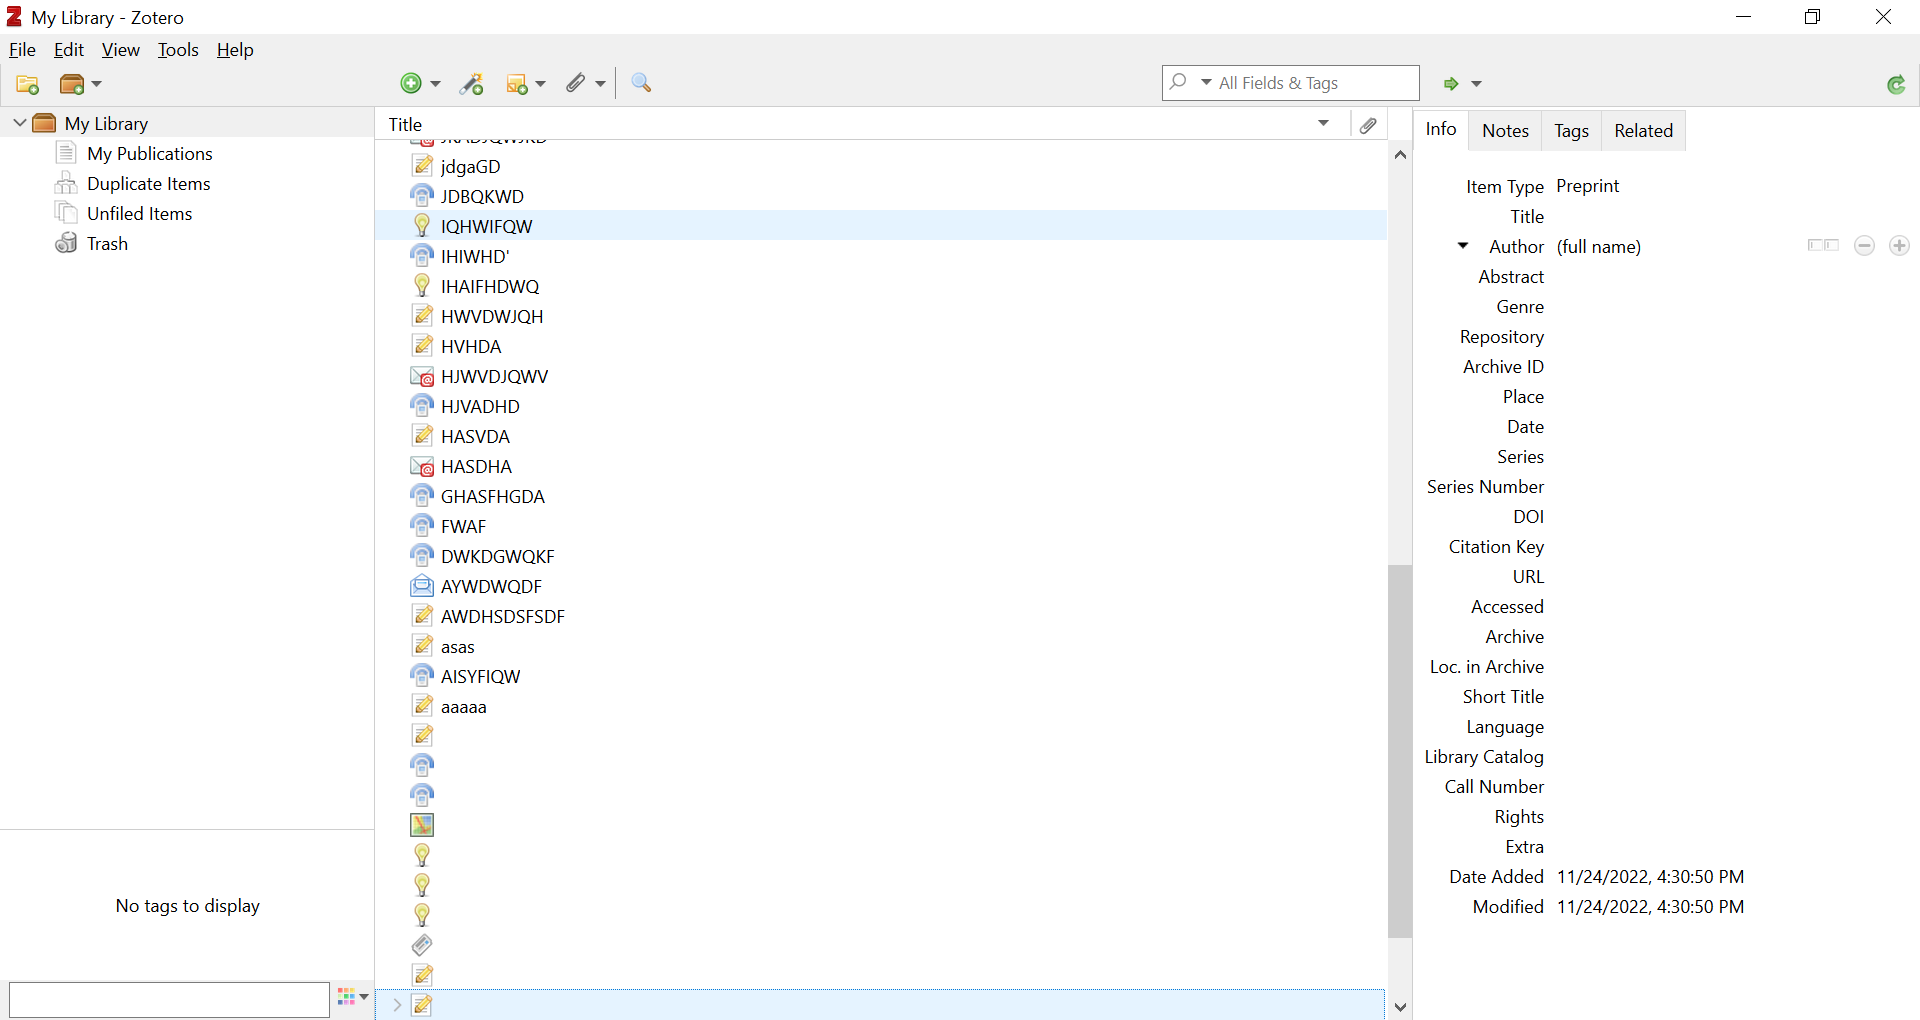 My Library - Zotero
File Edit View Tools Help
All Fields & Tags
My Library
My Publications
Duplicate Items
Unfiled Items
Trash
No tags to display
Title
jdgaGD
JDBQKWD
IQHWIFQW
IHIWHD'
IHAIFHDWQ
HWVDWJQH
HVHDA
HJWVDJQWV
HJVADHD
HASVDA
HASDHA
GHASFHGDA
FWAF
DWKDGWQKF
AYWDWQDF
AWDHSDSFSDF
asas
AISYFIQW
aaaaa
Info Notes Tags Related
Item Type Preprint
Title
Author (full name)
Abstract
Genre
Repository
Archive ID
Place
Date
Series
Series Number
DOI
Citation Key
URL
Accessed
Archive
Loc. in Archive
Short Title
Language
Library Catalog
Call Number
Rights
Extra
Date Added 11/24/2022, 4:30:50 PM
Modified 11/24/2022, 4:30:50 PM